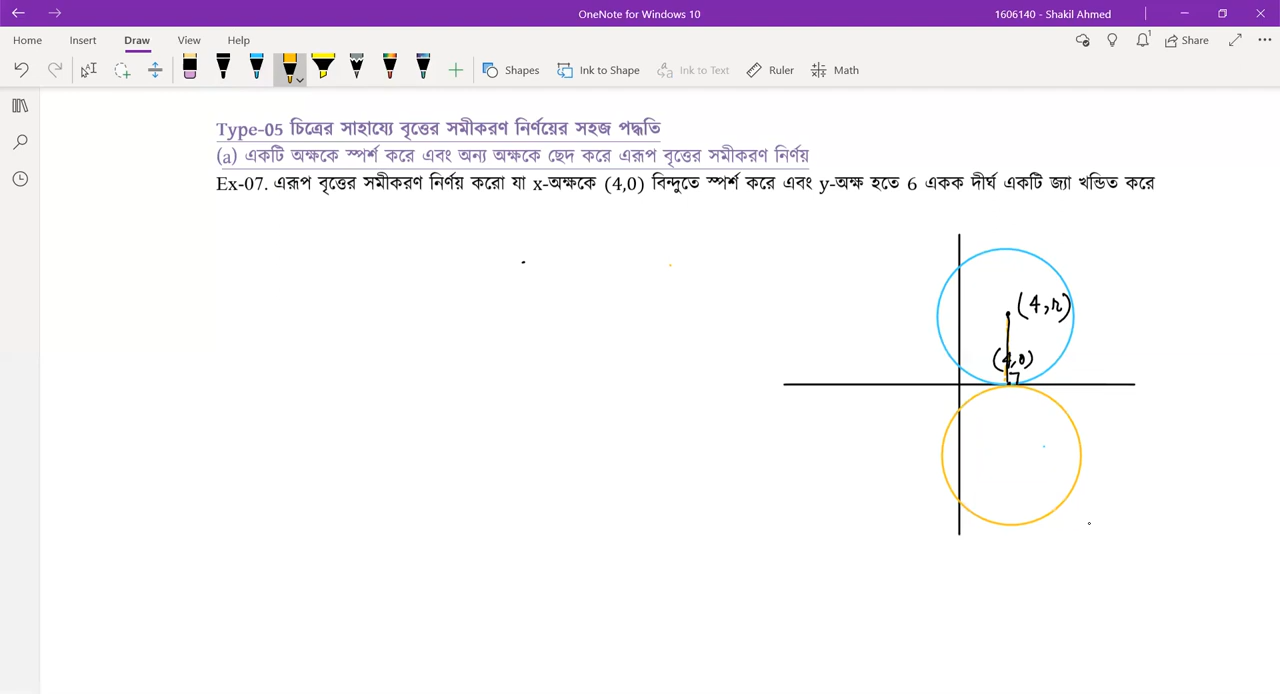 OneNote for Windows 10
1606140 - Shakil Ahmed
Home Insert Draw View Help
Share
Shapes Ink to Shape Ink to Text Ruler Math
Type-05 চিত্রের সাহায্যে বৃত্তের সমীকরণ নির্ণয়ের সহজ পদ্ধতি
(a) একটি অক্ষকে স্পর্শ করে এবং অন্য অক্ষকে ছেদ করে এরূপ বৃত্তের সমীকরণ নির্ণয়
Ex-07. এরূপ বৃত্তের সমীকরণ নির্ণয় করো যা x-অক্ষকে (4,0) বিন্দুতে স্পর্শ করে এবং y-অক্ষ হতে 6 একক দীর্ঘ একটি জ্যা খন্ডিত করে
(4,r)
(4,0)